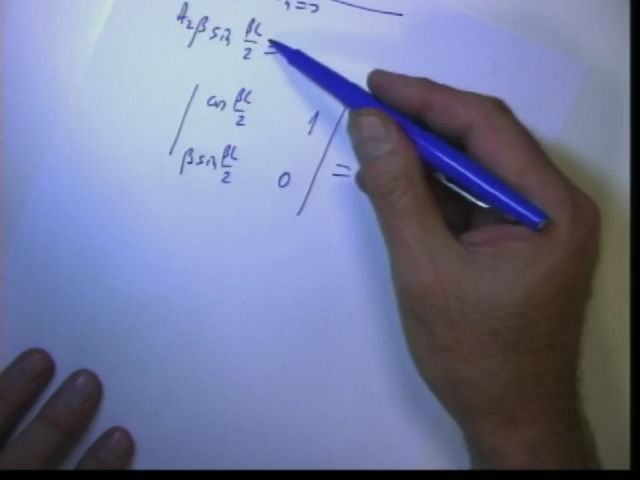 A₂ β sin βL/2 =
| cos βL/2 1 |
| β sin βL/2 0 | =